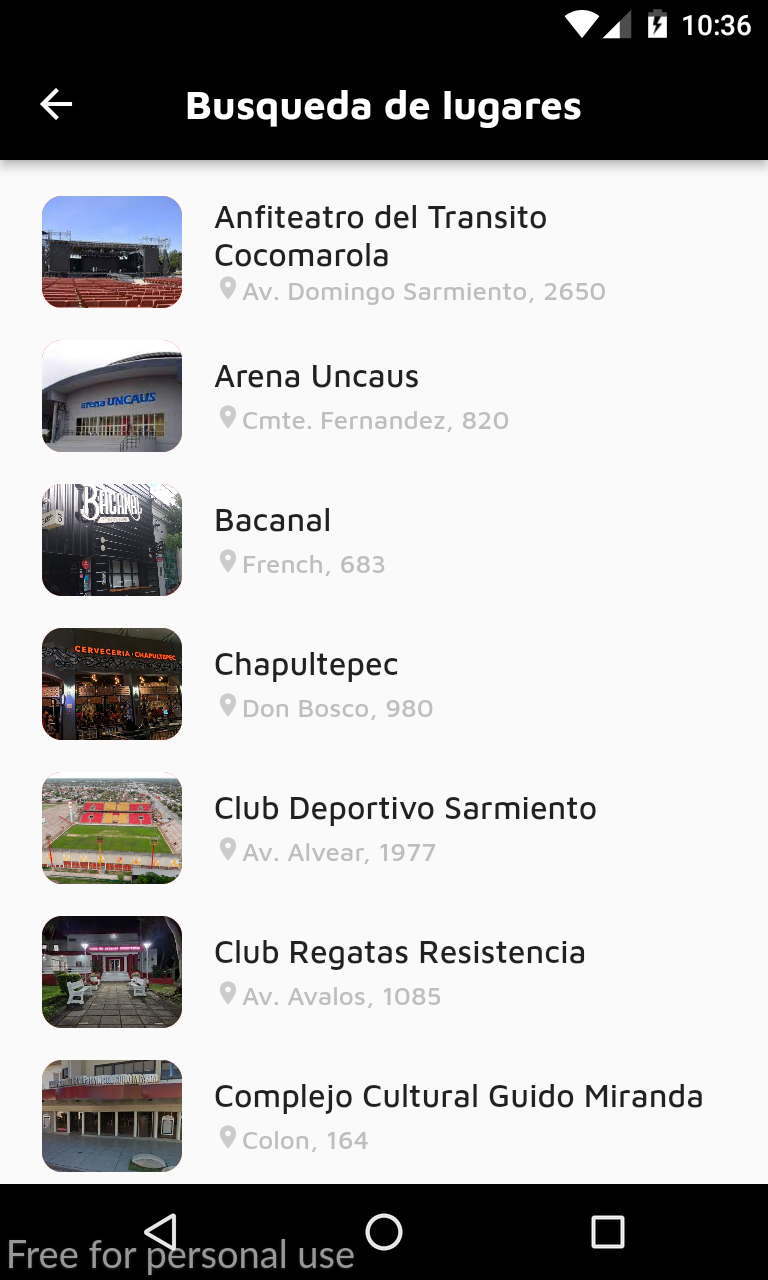 10:36
Busqueda de lugares
Anfiteatro del Transito
Cocomarola
Av. Domingo Sarmiento, 2650
arena UNCAUS
Arena Uncaus
Cmte. Fernandez, 820
BACANAL
Bacanal
French, 683
CERVECERIA · CHAPULTEPEC
Chapultepec
Don Bosco, 980
Club Deportivo Sarmiento
Av. Alvear, 1977
Club Regatas Resistencia
Av. Avalos, 1085
Complejo Cultural Guido Miranda
Colon, 164
Free for personal use